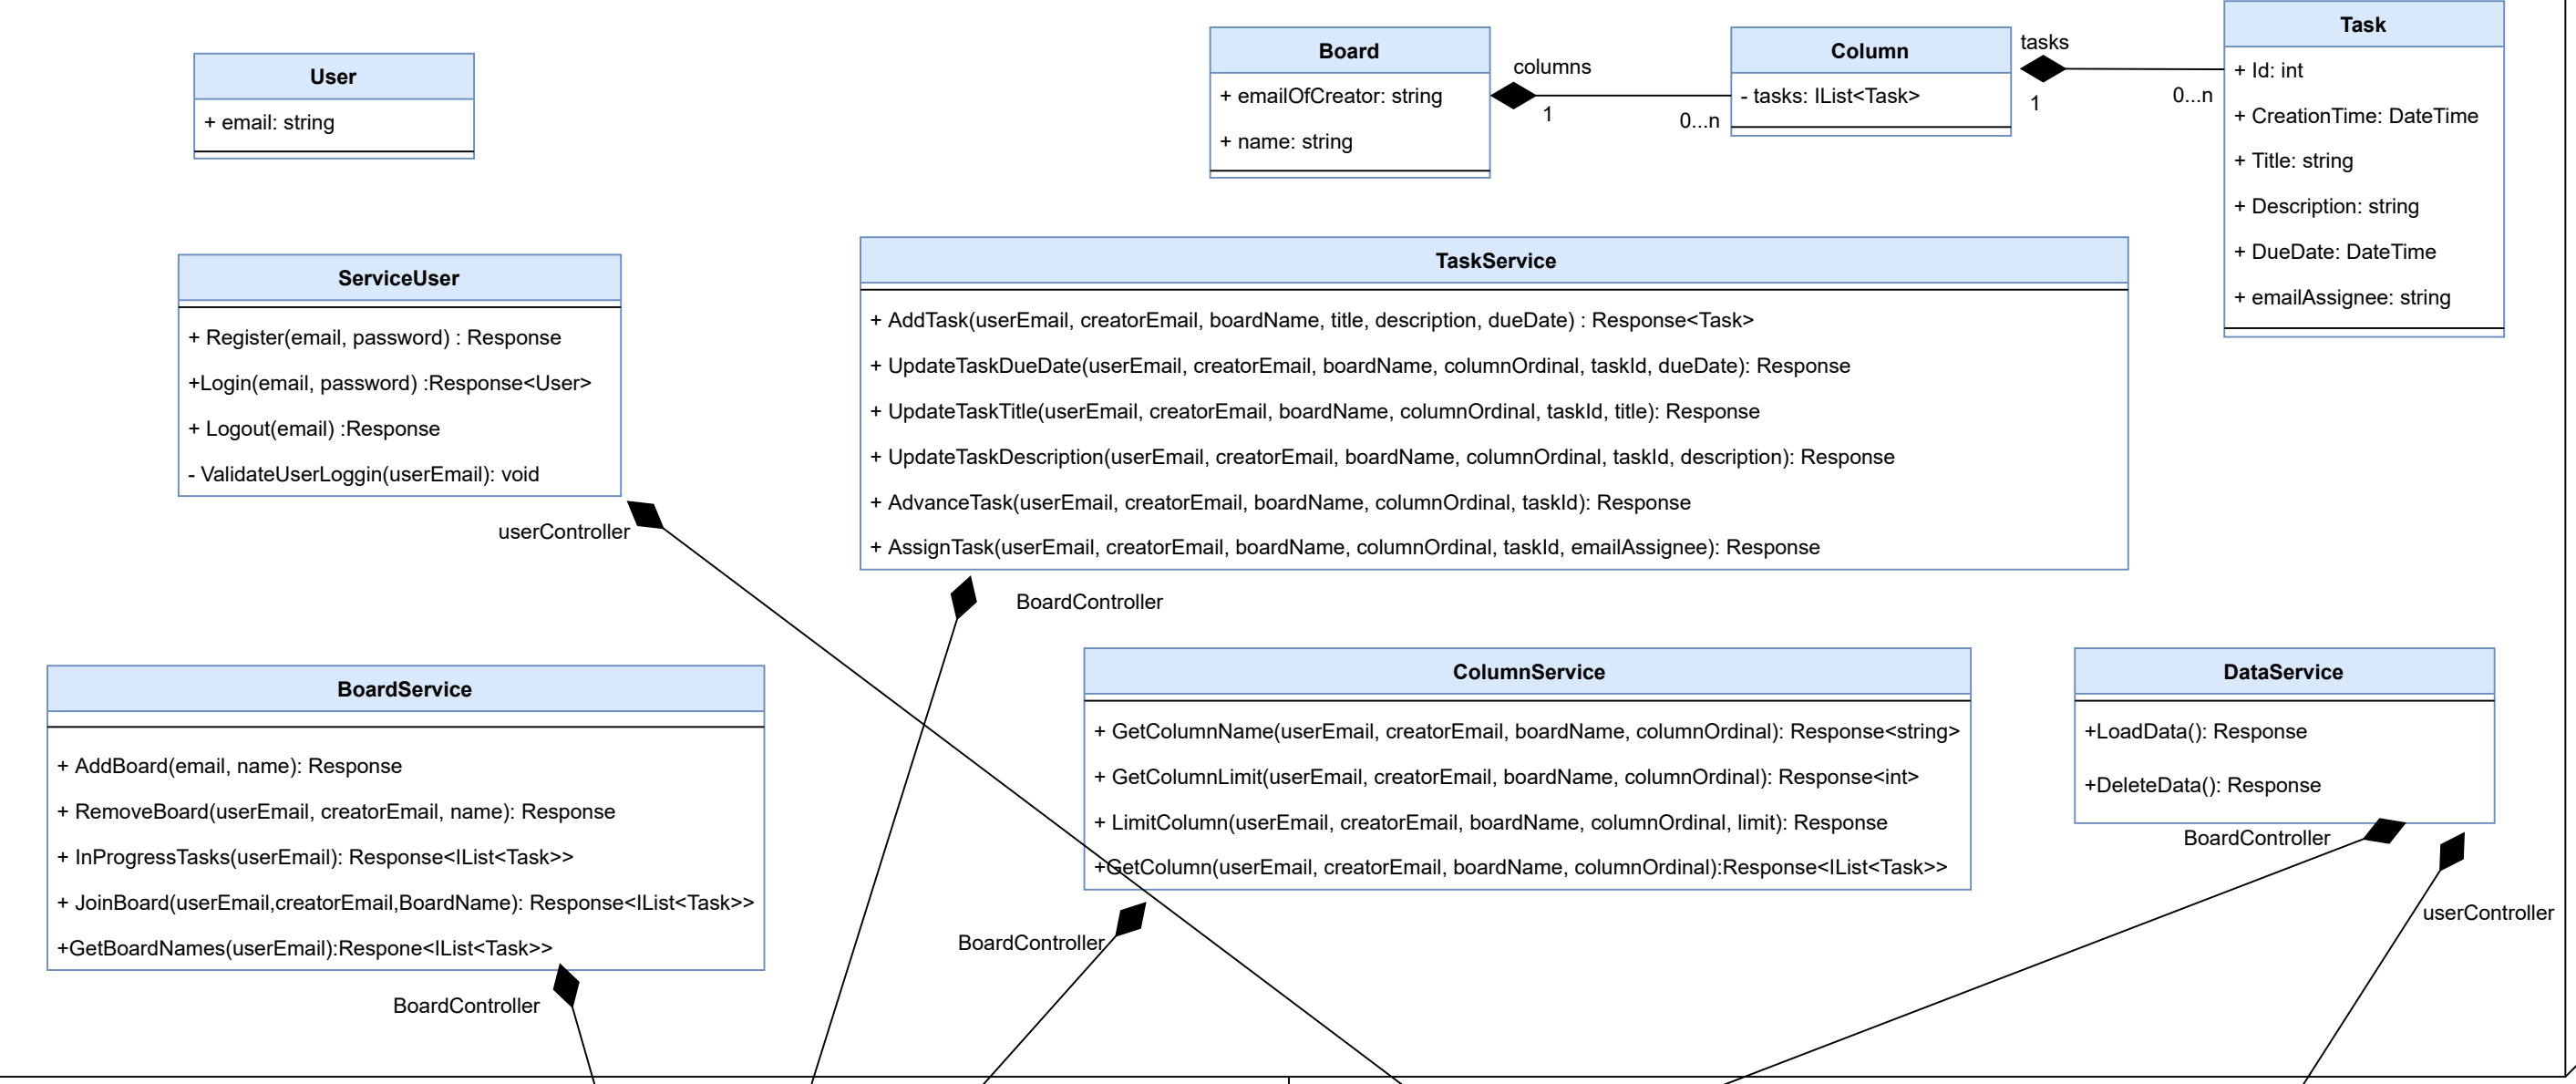 User
+ email: string
Board
+ emailOfCreator: string
+ name: string
columns
1
0...n
Column
- tasks: IList<Task>
tasks
1
0...n
Task
+ Id: int
+ CreationTime: DateTime
+ Title: string
+ Description: string
+ DueDate: DateTime
+ emailAssignee: string
ServiceUser
+ Register(email, password) : Response
+Login(email, password) :Response<User>
+ Logout(email) :Response
- ValidateUserLoggin(userEmail): void
userController
TaskService
+ AddTask(userEmail, creatorEmail, boardName, title, description, dueDate) : Response<Task>
+ UpdateTaskDueDate(userEmail, creatorEmail, boardName, columnOrdinal, taskId, dueDate): Response
+ UpdateTaskTitle(userEmail, creatorEmail, boardName, columnOrdinal, taskId, title): Response
+ UpdateTaskDescription(userEmail, creatorEmail, boardName, columnOrdinal, taskId, description): Response
+ AdvanceTask(userEmail, creatorEmail, boardName, columnOrdinal, taskId): Response
+ AssignTask(userEmail, creatorEmail, boardName, columnOrdinal, taskId, emailAssignee): Response
BoardController
BoardService
+ AddBoard(email, name): Response
+ RemoveBoard(userEmail, creatorEmail, name): Response
+ InProgressTasks(userEmail): Response<IList<Task>>
+ JoinBoard(userEmail,creatorEmail,BoardName): Response<IList<Task>>
+GetBoardNames(userEmail):Respone<IList<Task>>
BoardController
ColumnService
+ GetColumnName(userEmail, creatorEmail, boardName, columnOrdinal): Response<string>
+ GetColumnLimit(userEmail, creatorEmail, boardName, columnOrdinal): Response<int>
+ LimitColumn(userEmail, creatorEmail, boardName, columnOrdinal, limit): Response
+GetColumn(userEmail, creatorEmail, boardName, columnOrdinal):Response<IList<Task>>
BoardController
DataService
+LoadData(): Response
+DeleteData(): Response
BoardController
userController